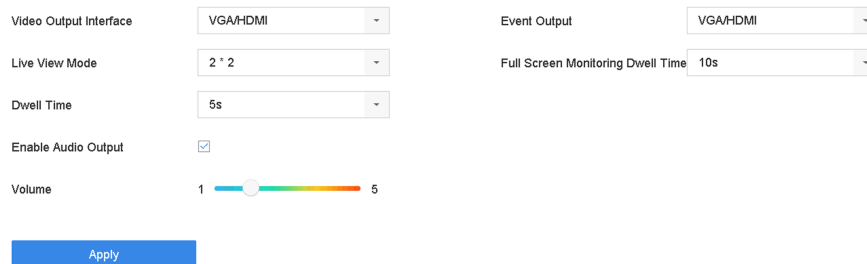 Video Output Interface VGA/HDMI Event Output VGA/HDMI
Live View Mode 2 * 2 Full Screen Monitoring Dwell Time 10s
Dwell Time 5s
Enable Audio Output
Volume 1 5
Apply